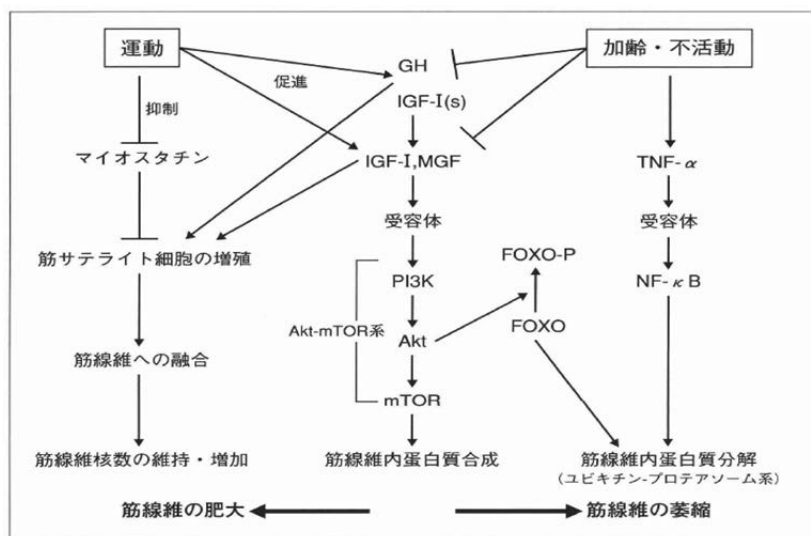 運動
加齢・不活動
GH
促進
IGF-Ⅰ(s)
抑制
マイオスタチン
IGF-Ⅰ,MGF
TNF-α
受容体
受容体
筋サテライト細胞の増殖
FOXO-P
PI3K
NF-κB
Akt-mTOR系
Akt
FOXO
筋線維への融合
mTOR
筋線維核数の維持・増加
筋線維内蛋白質合成
筋線維内蛋白質分解
(ユビキチン-プロテアソーム系)
筋線維の肥大
筋線維の萎縮